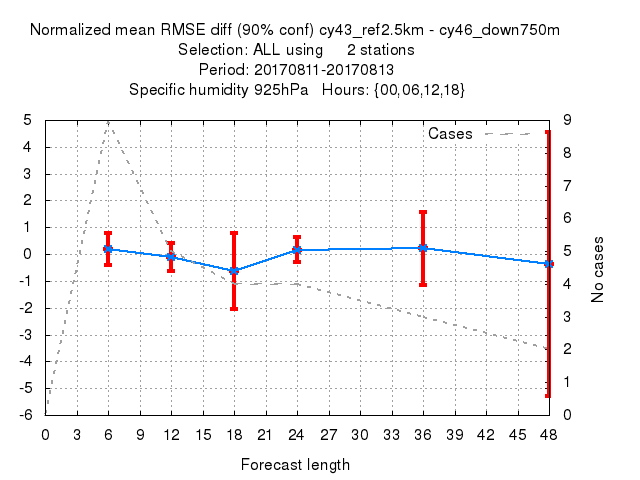 Normalized mean RMSE diff (90% conf) cy43_ref2.5km - cy46_down750m
Selection: ALL using 2 stations
Period: 20170811-20170813
Specific humidity 925hPa Hours: {00,06,12,18}
Cases
5
4
3
2
1
0
-1
-2
-3
-4
-5
-6
9
8
7
6
5
4
3
2
1
0
No cases
0 3 6 9 12 15 18 21 24 27 30 33 36 39 42 45 48
Forecast length